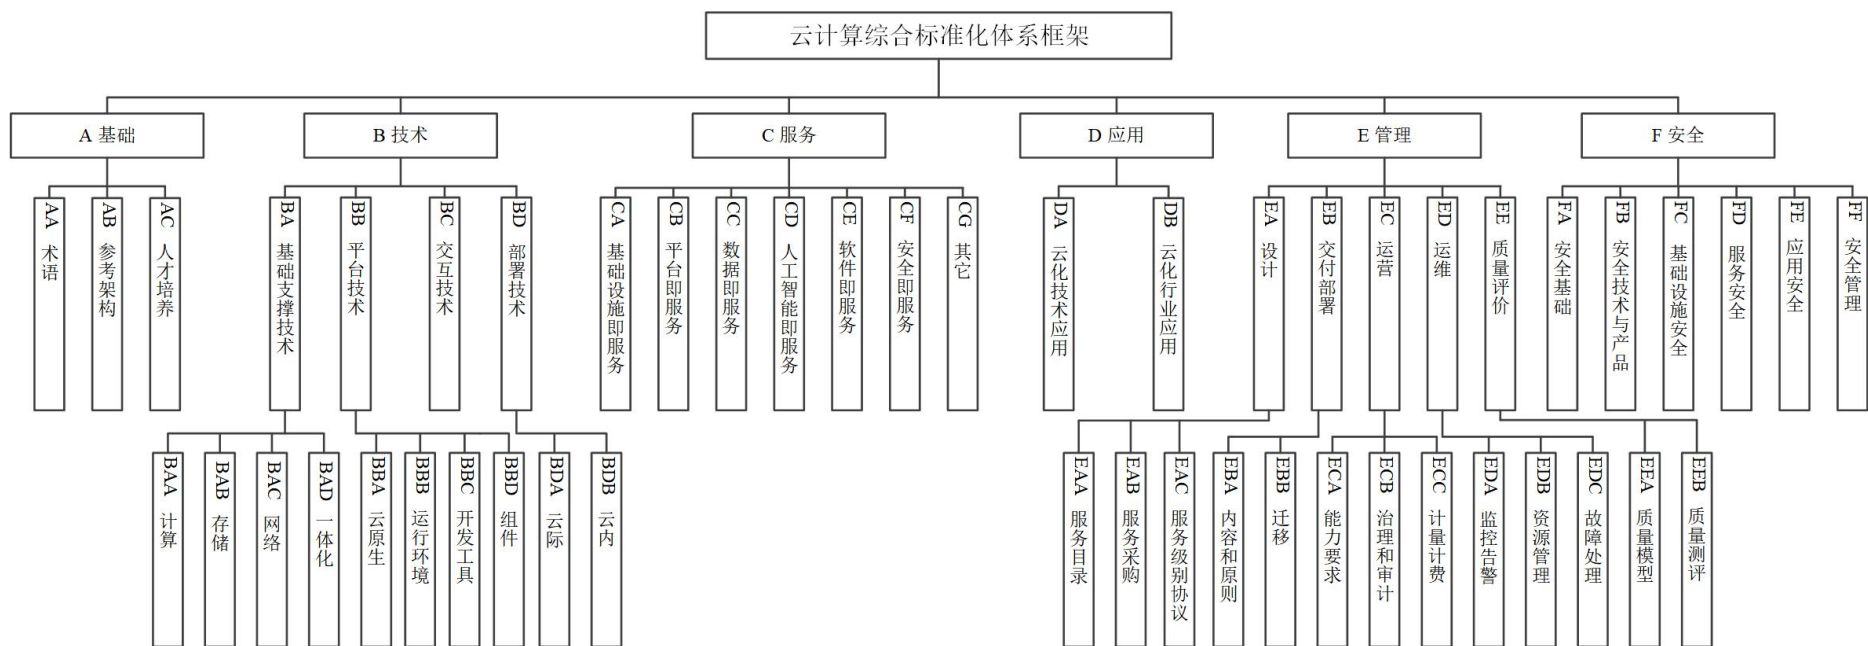 云计算综合标准化体系框架
A 基础
B 技术
C 服务
D 应用
E 管理
F 安全
AA 术语
AB 参考架构
AC 人才培养
BA 基础支撑技术
BB 平台技术
BC 交互技术
BD 部署技术
CA 基础设施即服务
CB 平台即服务
CC 数据即服务
CD 人工智能即服务
CE 软件即服务
CF 安全即服务
CG 其它
DA 云化技术应用
DB 云化行业应用
EA 设计
EB 交付部署
EC 运营
ED 运维
EE 质量评价
FA 安全基础
FB 安全技术与产品
FC 基础设施安全
FD 服务安全
FE 应用安全
FF 安全管理
BAA 计算
BAB 存储
BAC 网络
BAD 一体化
BBA 云原生
BBB 运行环境
BBC 开发工具
BBD 组件
BDA 云际
BDB 云内
EAA 服务目录
EAB 服务采购
EAC 服务级别协议
EBA 内容和原则
EBB 迁移
ECA 能力要求
ECB 治理和审计
ECC 计量计费
EDA 监控告警
EDB 资源管理
EDC 故障处理
EEA 质量模型
EEB 质量测评